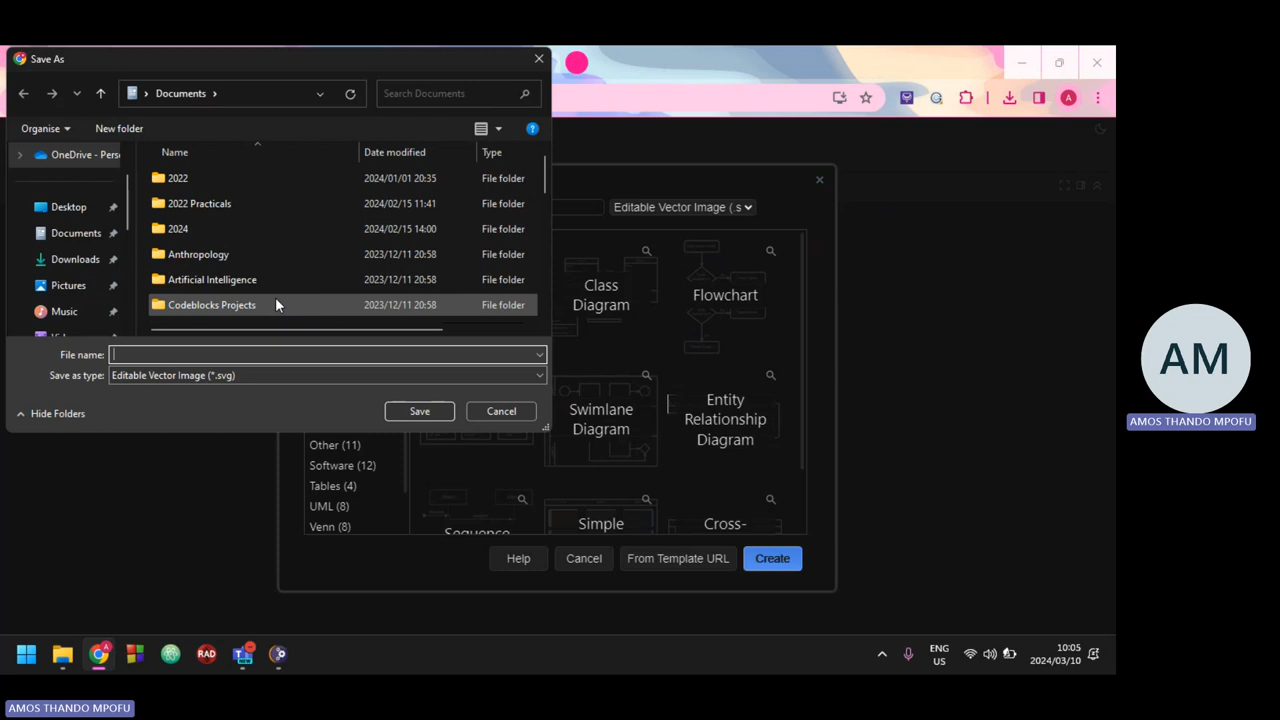 Save As
Documents
Search Documents
Organise
New folder
OneDrive - Pers
Desktop
Documents
Downloads
Pictures
Music
Name
Date modified
Type
2022
2024/01/01 20:35
File folder
2022 Practicals
2024/02/15 11:41
File folder
2024
2024/02/15 14:00
File folder
Anthropology
2023/12/11 20:58
File folder
Artificial Intelligence
2023/12/11 20:58
File folder
Codeblocks Projects
2023/12/11 20:58
File folder
File name:
Save as type:
Editable Vector Image (*.svg)
Hide Folders
Save
Cancel
A
Editable Vector Image (.s
Class
Diagram
Flowchart
Swimlane
Diagram
Entity
Relationship
Diagram
Sequence
Simple
Cross-
Other (11)
Software (12)
Tables (4)
UML (8)
Venn (8)
Help
Cancel
From Template URL
Create
AM
AMOS THANDO MPOFU
RAD
ENG
US
10:05
2024/03/10
AMOS THANDO MPOFU